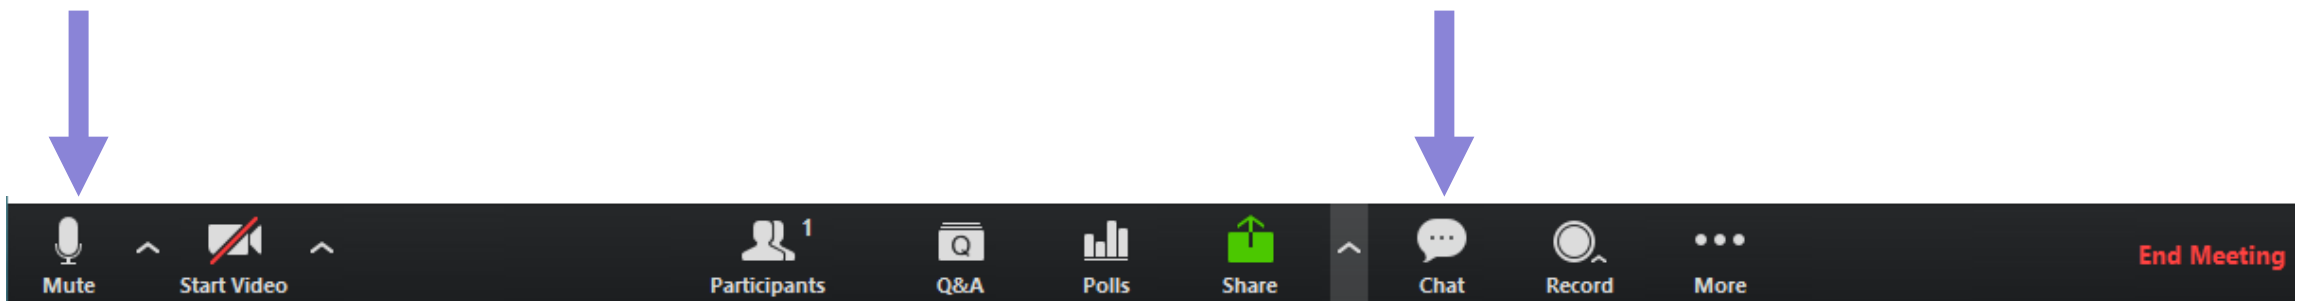 Mute
Start Video
Participants 1
Q
Q&A
Polls
Share
Chat
Record
More
End Meeting